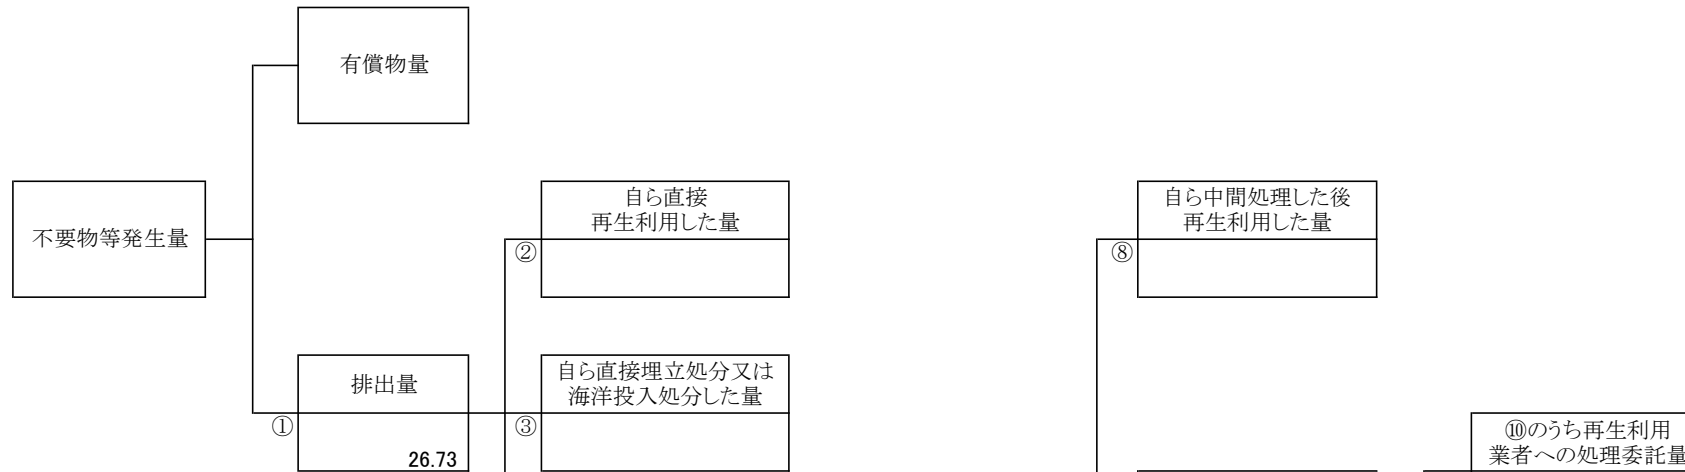 有償物量
不要物等発生量
自ら直接
再生利用した量
②
自ら中間処理した後
再生利用した量
⑧
排出量
①
26.73
自ら直接埋立処分又は
海洋投入処分した量
③
⑩のうち再生利用
業者への処理委託量